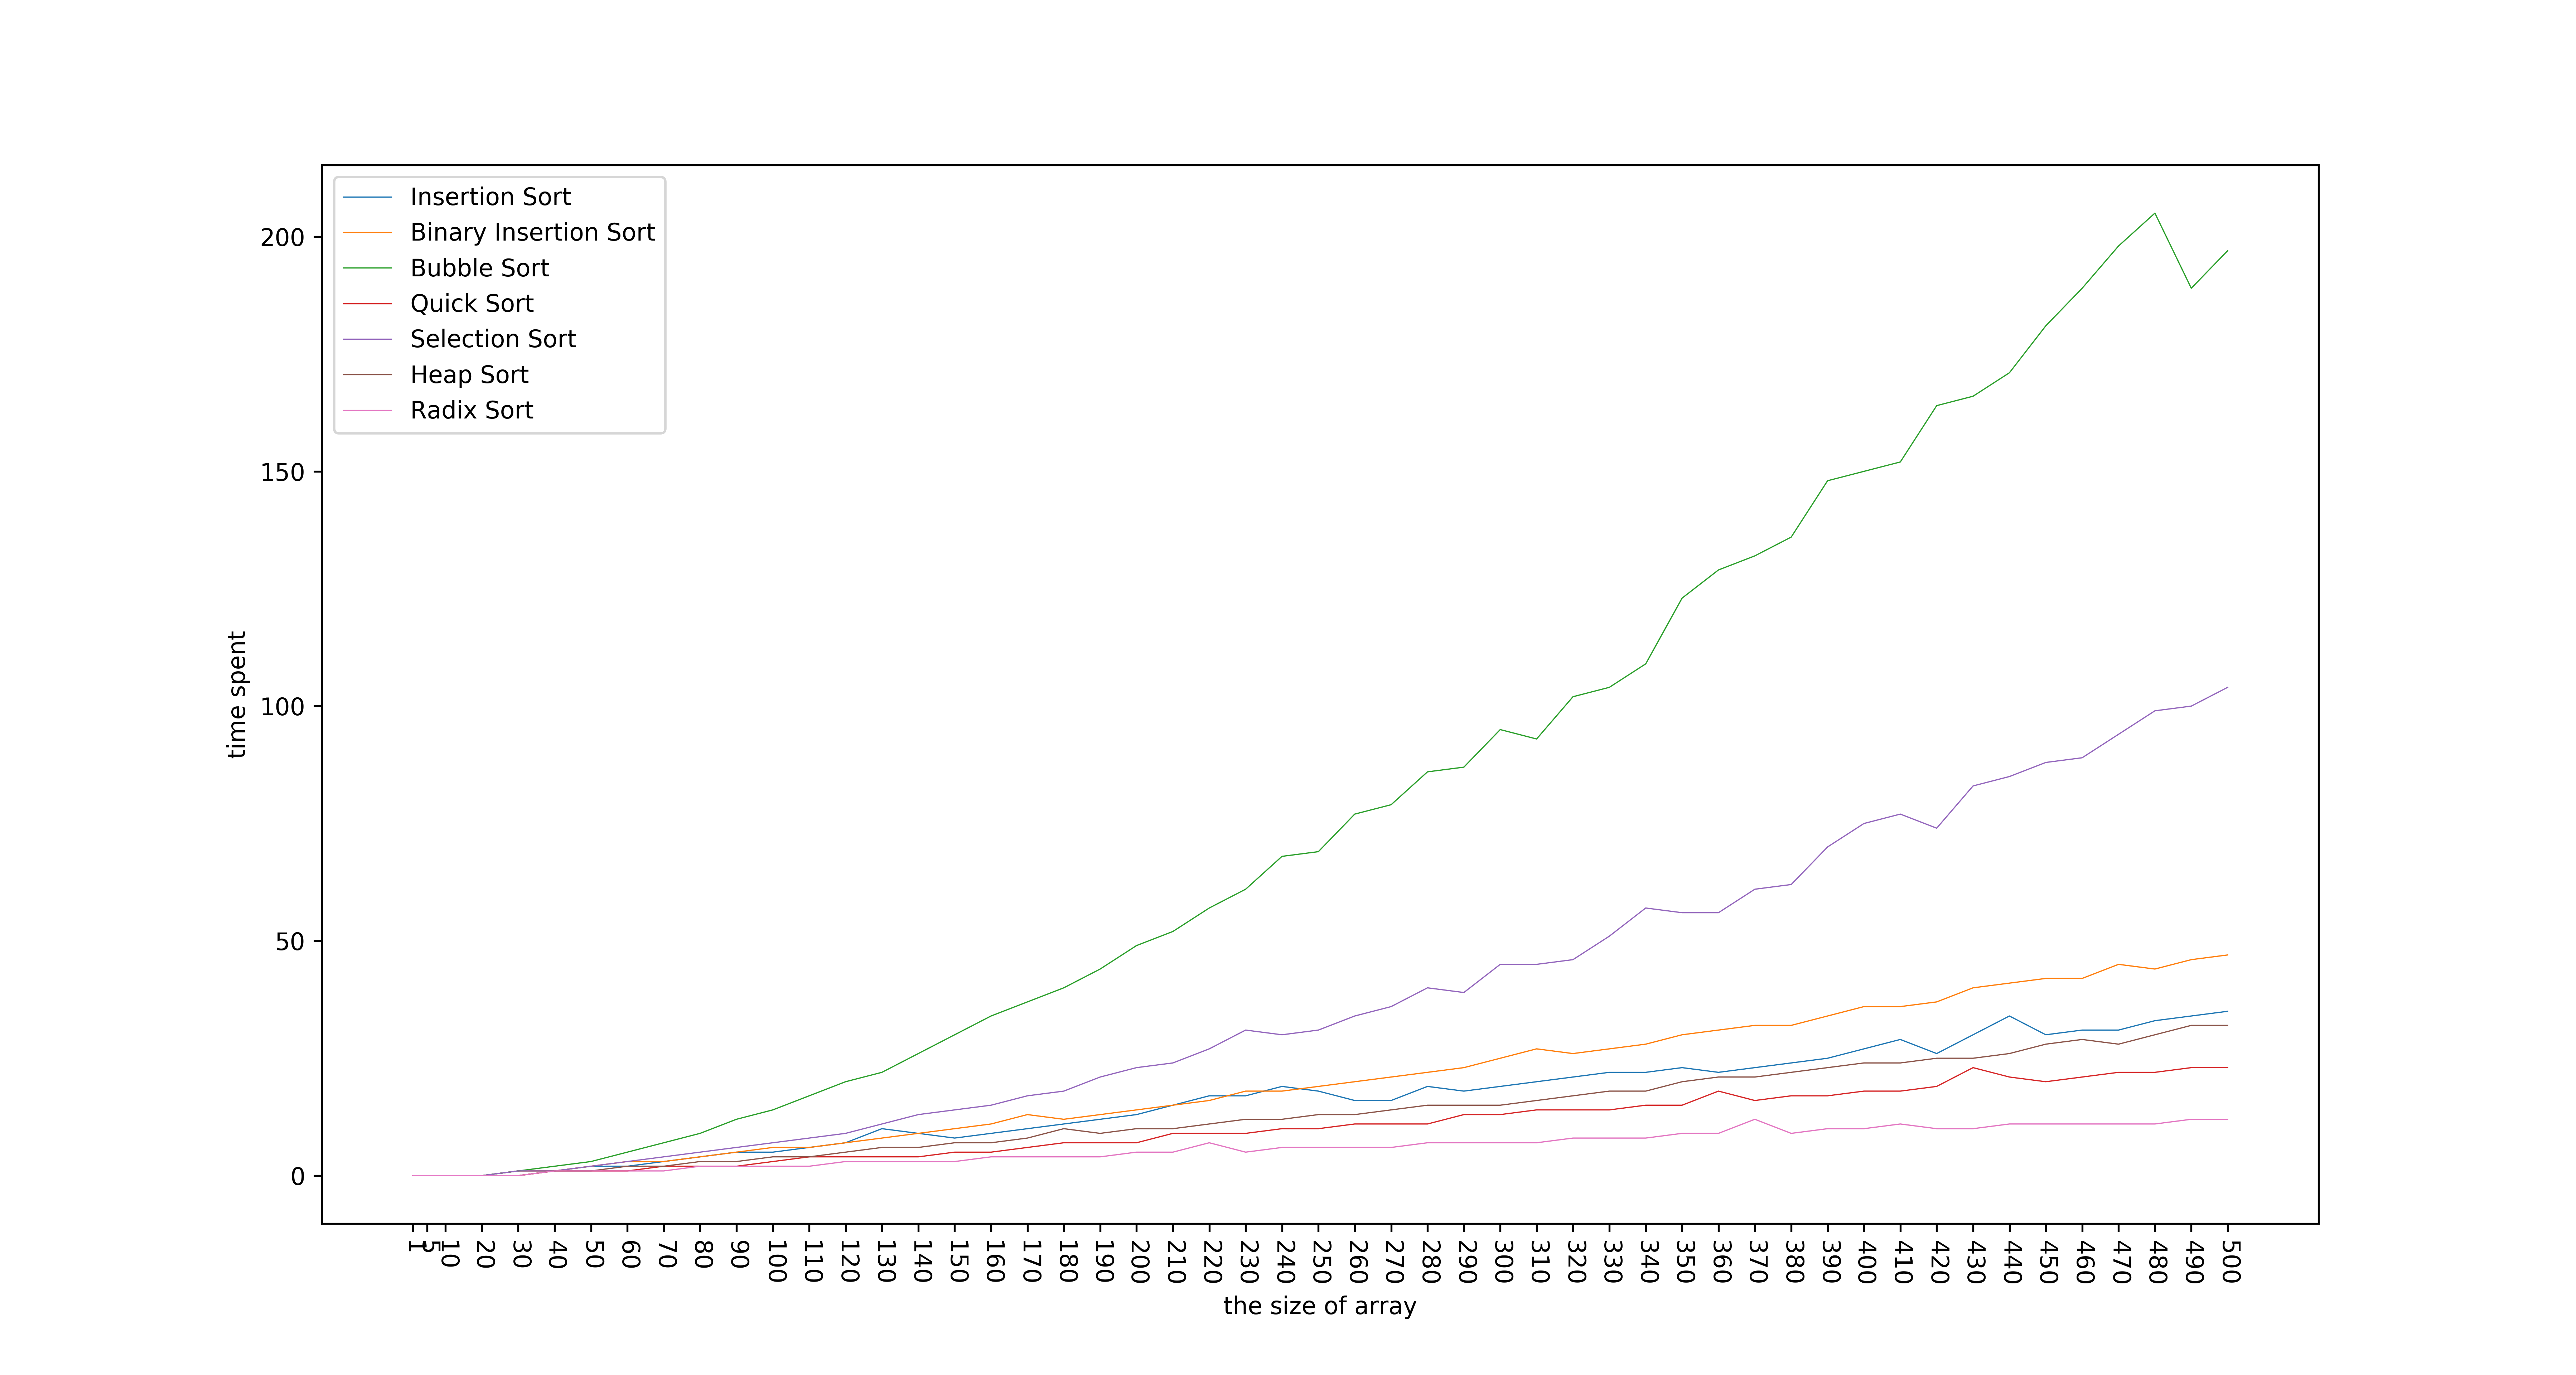 Insertion Sort
Binary Insertion Sort
Bubble Sort
Quick Sort
Selection Sort
Heap Sort
Radix Sort
200
150
100
50
0
time spent
1 5 10 20 30 40 50 60 70 80 90 100 110 120 130 140 150 160 170 180 190 200 210 220 230 240 250 260 270 280 290 300 310 320 330 340 350 360 370 380 390 400 410 420 430 440 450 460 470 480 490 500
the size of array